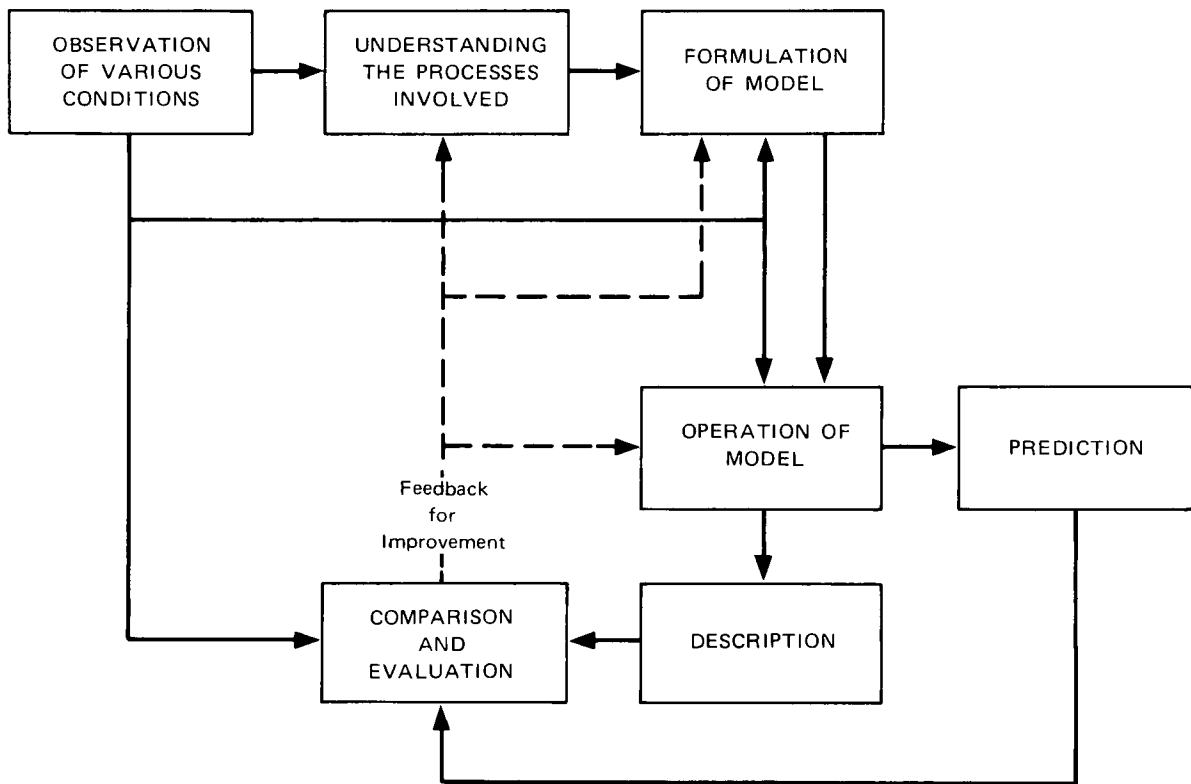 OBSERVATION
OF VARIOUS
CONDITIONS
UNDERSTANDING
THE PROCESSES
INVOLVED
FORMULATION
OF MODEL
OPERATION OF
MODEL
PREDICTION
Feedback
for
Improvement
COMPARISON
AND
EVALUATION
DESCRIPTION